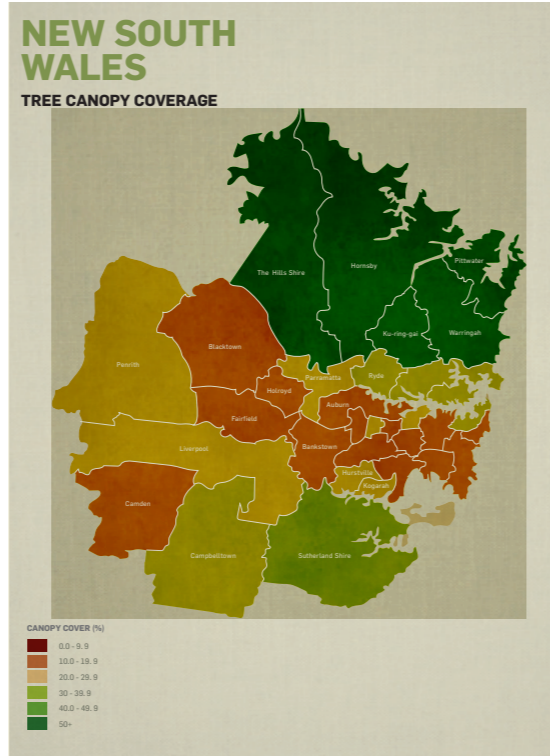 NEW SOUTH
WALES
TREE CANOPY COVERAGE
Pittwater
Hornsby
The Hills Shire
Ku-ring-gai
Warringah
Blacktown
Penrith
Parramatta
Ryde
Holroyd
Auburn
Fairfield
Bankstown
Liverpool
Hurstville
Kogarah
Camden
Campbelltown
Sutherland Shire
CANOPY COVER (%)
0.0 - 9. 9
10.0 - 19. 9
20.0 - 29. 9
30 - 39.9
40.0 - 49. 9
50+